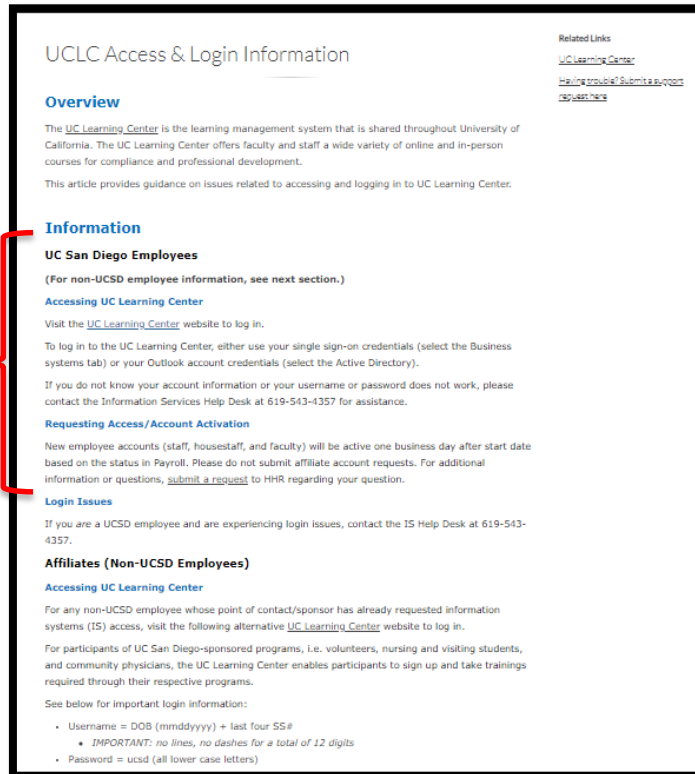 UCLC Access & Login Information
Related Links
UC Learning Center
Having trouble? Submit a support
request here
Overview
The UC Learning Center is the learning management system that is shared throughout University of
California. The UC Learning Center offers faculty and staff a wide variety of online and in-person
courses for compliance and professional development.
This article provides guidance on issues related to accessing and logging in to UC Learning Center.
Information
UC San Diego Employees
(For non-UCSD employee information, see next section.)
Accessing UC Learning Center
Visit the UC Learning Center website to log in.
To log in to the UC Learning Center, either use your single sign-on credentials (select the Business
systems tab) or your Outlook account credentials (select the Active Directory).
If you do not know your account information or your username or password does not work, please
contact the Information Services Help Desk at 619-543-4357 for assistance.
Requesting Access/Account Activation
New employee accounts (staff, housestaff, and faculty) will be active one business day after start date
based on the status in Payroll. Please do not submit affiliate account requests. For additional
information or questions, submit a request to HHR regarding your question.
Login Issues
If you are a UCSD employee and are experiencing login issues, contact the IS Help Desk at 619-543-
4357.
Affiliates (Non-UCSD Employees)
Accessing UC Learning Center
For any non-UCSD employee whose point of contact/sponsor has already requested information
systems (IS) access, visit the following alternative UC Learning Center website to log in.
For participants of UC San Diego-sponsored programs, i.e. volunteers, nursing and visiting students,
and community physicians, the UC Learning Center enables participants to sign up and take trainings
required through their respective programs.
See below for important login information:
• Username = DOB (mmddyyyy) + last four SS#
• IMPORTANT: no lines, no dashes for a total of 12 digits
• Password = ucsd (all lower case letters)